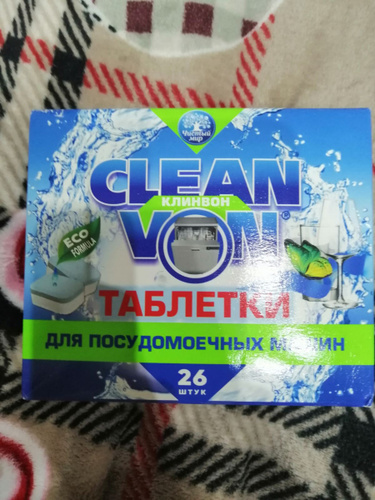 Чистый
мир
CLEAN
КЛИНВОН
VON®
ECO
FORMULA
ТАБЛЕТКИ
ДЛЯ ПОСУДОМОЕЧНЫХ МАШИН
26
ШТУК